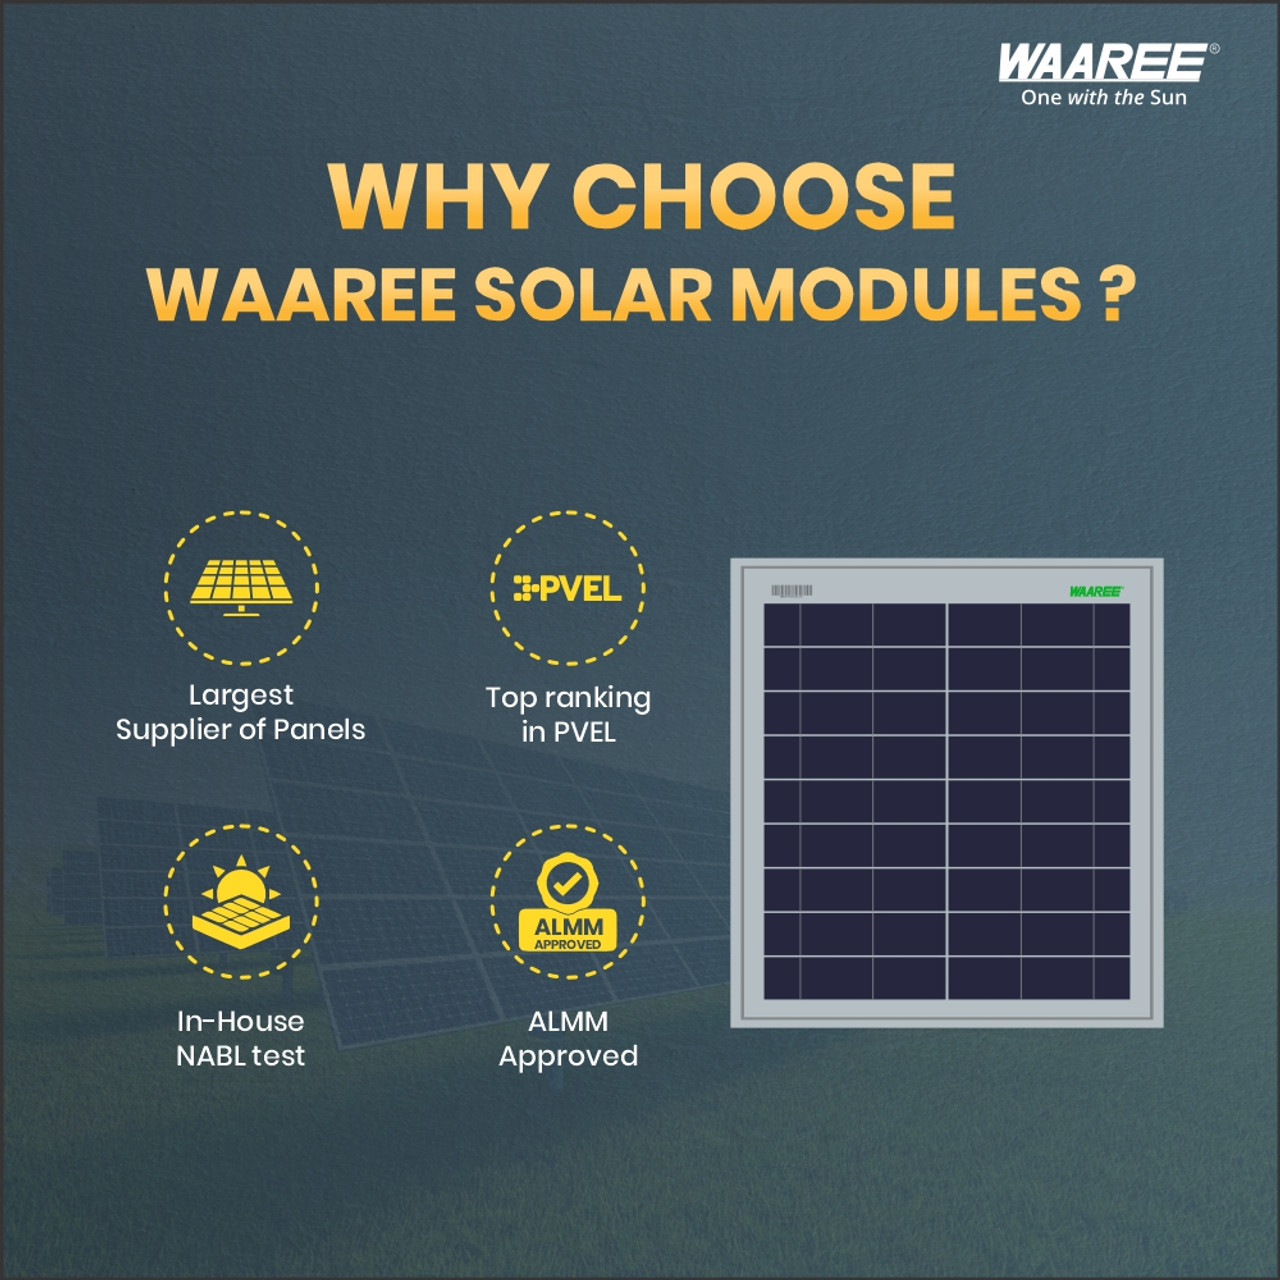 WAAREE®
One with the Sun
WHY CHOOSE
WAAREE SOLAR MODULES ?
PVEL
Largest
Supplier of Panels
Top ranking
in PVEL
WAAREE
ALMM
APPROVED
In-House
NABL test
ALMM
Approved